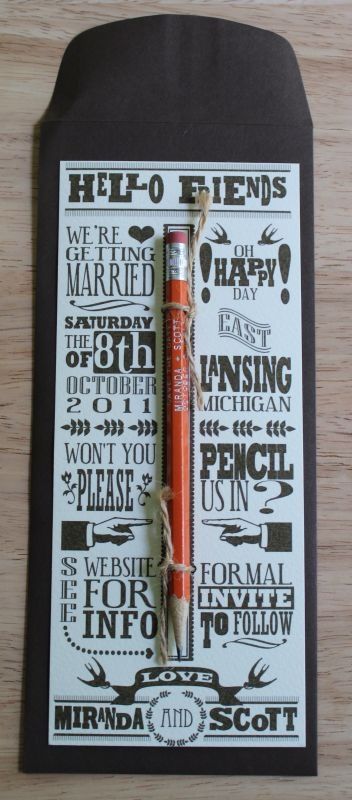 HELLO FRIENDS
WE'RE
GETTING
MARRIED
SATURDAY
THE
OF 8th
OCTOBER
2011
WON'T YOU
PLEASE
SEE
WEBSITE
FOR
INFO
MIRANDA + SCOTT
OH
HAPPY!
DAY
EAST
LANSING
MICHIGAN
PENCIL
US IN?
FORMAL
INVITE
TO FOLLOW
LOVE
MIRANDA AND SCOTT